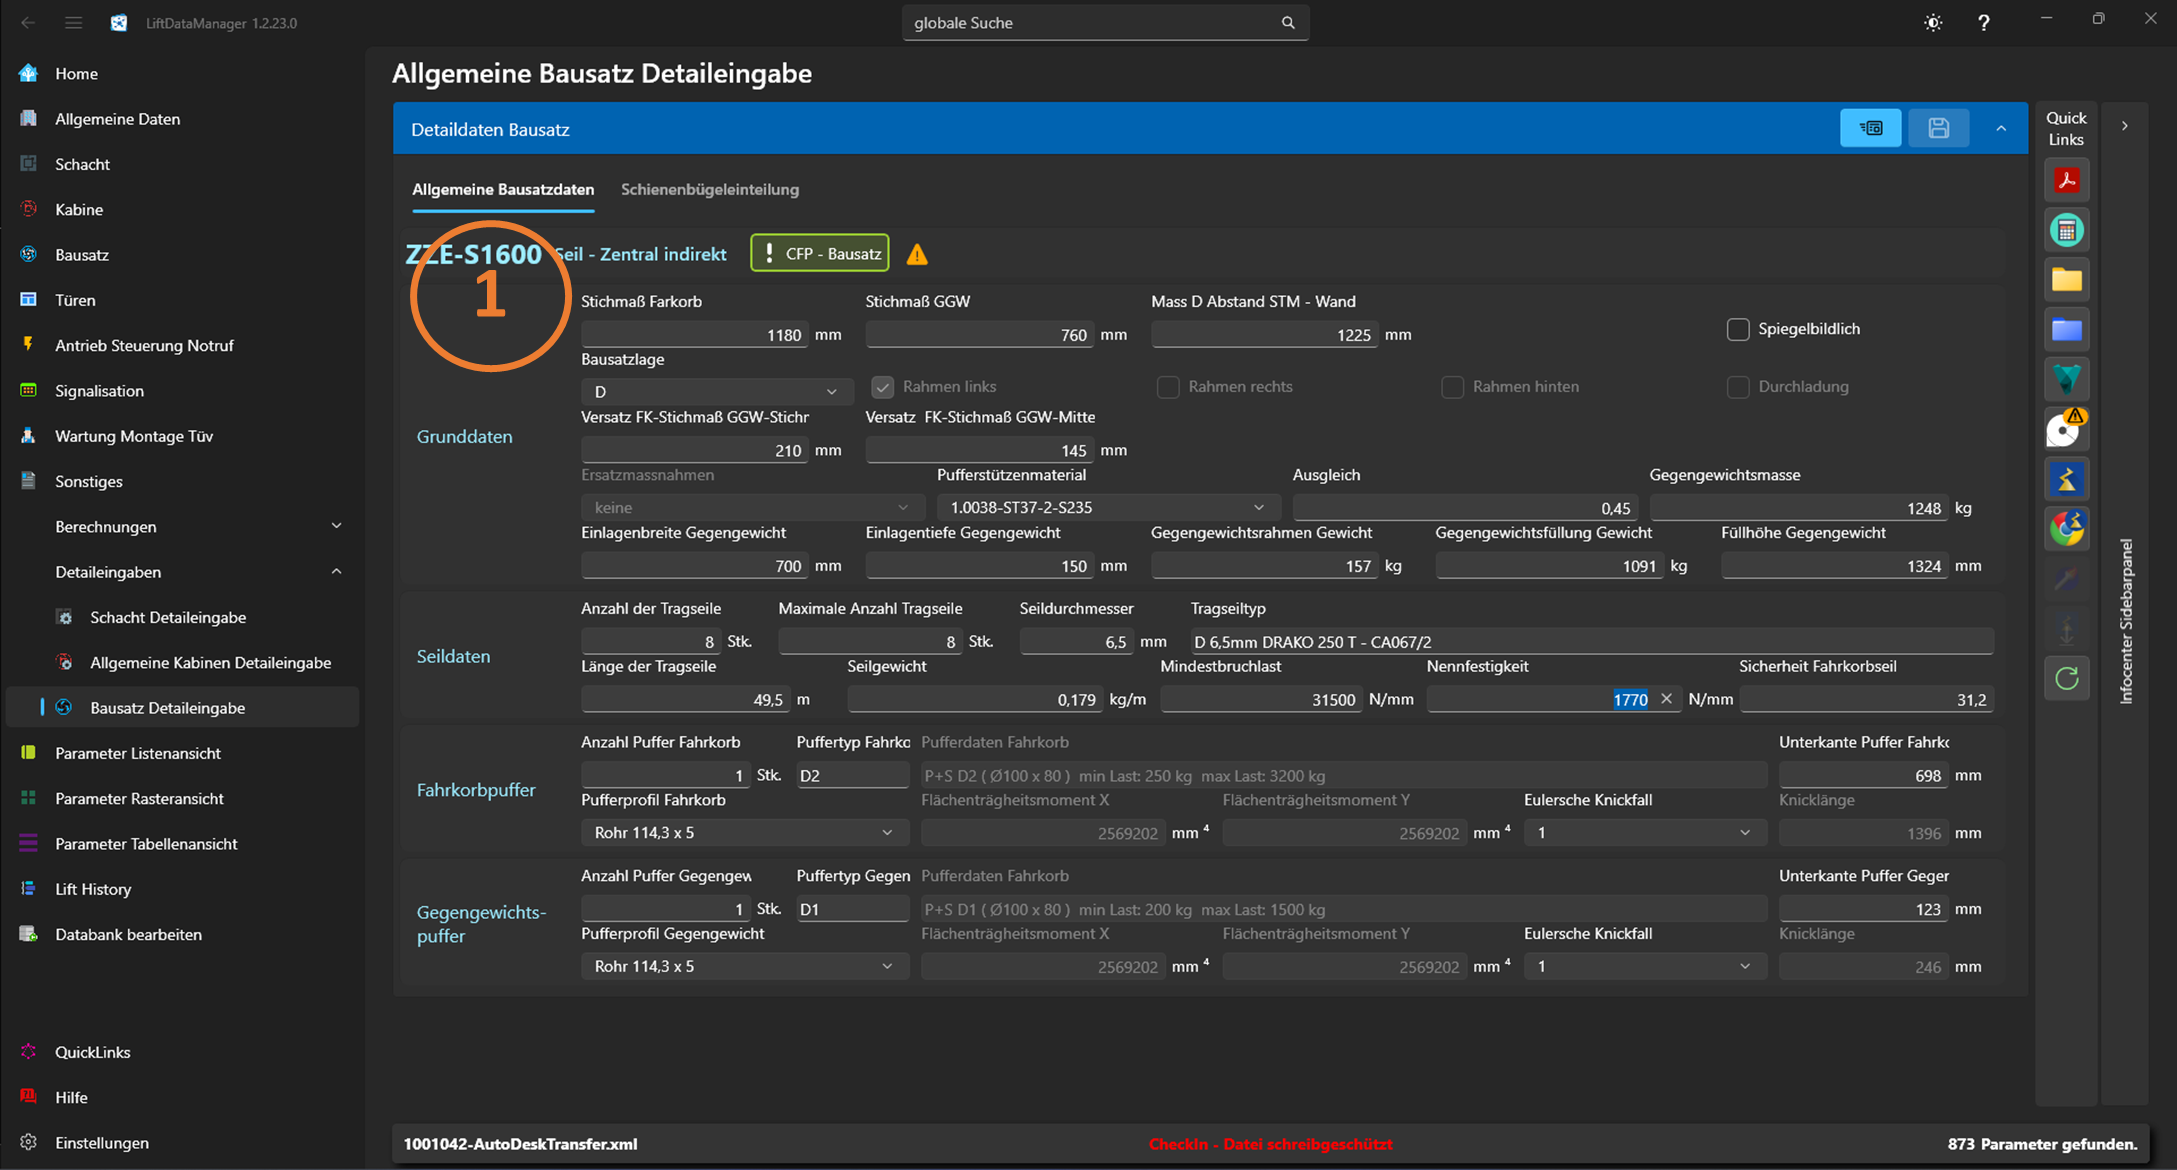 LiftDataManager 1.2.23.0
globale Suche
?
Home
Allgemeine Daten
Schacht
Kabine
Bausatz
Türen
Antrieb Steuerung Notruf
Signalisation
Wartung Montage Tüv
Sonstiges
Berechnungen
Detaileingaben
Schacht Detaileingabe
Allgemeine Kabinen Detaileingabe
Bausatz Detaileingabe
Parameter Listenansicht
Parameter Rasteransicht
Parameter Tabellenansicht
Lift History
Databank bearbeiten
QuickLinks
Hilfe
Einstellungen
Allgemeine Bausatz Detaileingabe
Detaildaten Bausatz
Allgemeine Bausatzdaten Schienenbügeleinteilung
ZZE-S1600 Seil - Zentral indirekt ! CFP - Bausatz
1
Grunddaten
Stichmaß Farkorb Stichmaß GGW Mass D Abstand STM - Wand
1180 mm 760 mm 1225 mm Spiegelbildlich
Bausatzlage
D Rahmen links Rahmen rechts Rahmen hinten Durchladung
Versatz FK-Stichmaß GGW-Stichr Versatz FK-Stichmaß GGW-Mitte
210 mm 145 mm
Ersatzmassnahmen Pufferstützenmaterial Ausgleich Gegengewichtsmasse
keine 1.0038-ST37-2-S235 0,45 1248 kg
Einlagenbreite Gegengewicht Einlagentiefe Gegengewicht Gegengewichtsrahmen Gewicht Gegengewichtsfüllung Gewicht Füllhöhe Gegengewicht
700 mm 150 mm 157 kg 1091 kg 1324 mm
Seildaten
Anzahl der Tragseile Maximale Anzahl Tragseile Seildurchmesser Tragseiltyp
8 Stk. 8 Stk. 6,5 mm D 6,5mm DRAKO 250 T - CA067/2
Länge der Tragseile Seilgewicht Mindestbruchlast Nennfestigkeit Sicherheit Fahrkorbseil
49,5 m 0,179 kg/m 31500 N/mm 1770 N/mm 31,2
Fahrkorbpuffer
Anzahl Puffer Fahrkorb Puffertyp Fahrko Pufferdaten Fahrkorb Unterkante Puffer Fahrko
1 Stk. D2 P+S D2 ( Ø100 x 80 ) min Last: 250 kg max Last: 3200 kg 698 mm
Pufferprofil Fahrkorb Flächenträgheitsmoment X Flächenträgheitsmoment Y Eulersche Knickfall Knicklänge
Rohr 114,3 x 5 2569202 mm ⁴ 2569202 mm ⁴ 1 1396 mm
Gegengewichts-
puffer
Anzahl Puffer Gegengew Puffertyp Gegen Pufferdaten Fahrkorb Unterkante Puffer Geger
1 Stk. D1 P+S D1 ( Ø100 x 80 ) min Last: 200 kg max Last: 1500 kg 123 mm
Pufferprofil Gegengewicht Flächenträgheitsmoment X Flächenträgheitsmoment Y Eulersche Knickfall Knicklänge
Rohr 114,3 x 5 2569202 mm ⁴ 2569202 mm ⁴ 1 246 mm
Quick
Links
Infocenter Sidebarpanel
1001042-AutoDeskTransfer.xml CheckIn - Datei schreibgeschützt 873 Parameter gefunden.